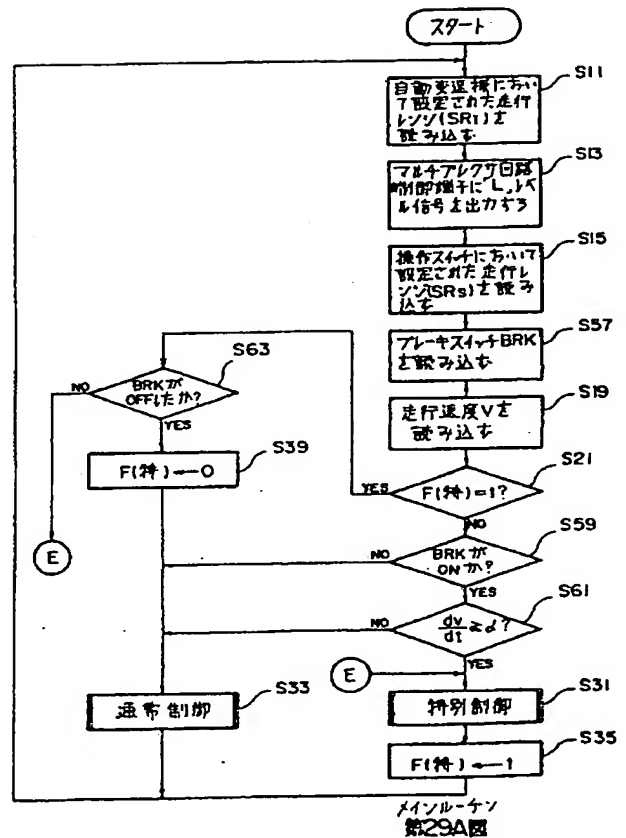 スタート
S11
自動変速機におい
て設定された走行
レンジ(SRT)を
読み込む
S13
マルチプレクサ回路
制御端子に「L」レベ
ル信号を出力する
S15
操作スイッチにおいて
設定された走行レ
ンジ(SRs)を読み
込む
S57
ブレーキスイッチBRK
を読み込む
S63
BRKが
OFFしたか?
NO
YES
S19
走行速度Vを
読み込む
S39
F(特)←0
S21
F(特)=1?
YES
NO
S59
BRKが
ONか?
NO
YES
E
S61
dv
dt ≥α?
NO
YES
E
S33
通常制御
S31
特別制御
S35
F(特)←1
メインルーチン
第29A図